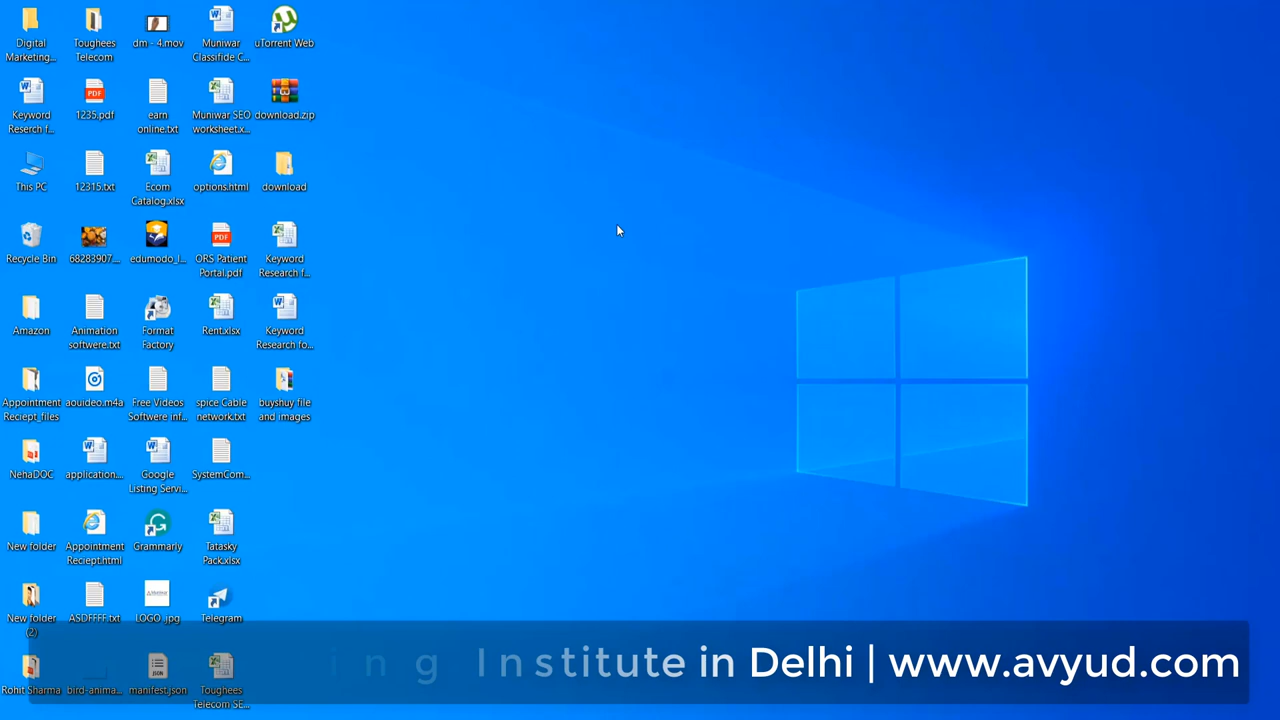 Digital
Marketing...
Toughees
Telecom
dm - 4.mov
Muniwar
Classifide C...
uTorrent Web
Keyword
Reserch f...
PDF
1235.pdf
earn
online.txt
Muniwar SEO
worksheet.x...
download.zip
This PC
12315.txt
Ecom
Catalog.xlsx
options.html
download
Recycle Bin
68283907....
edumodo_l...
PDF
ORS Patient
Portal.pdf
Keyword
Research f...
Amazon
Animation
softwere.txt
Format
Factory
Rent.xlsx
Keyword
Research fo...
Appointment
Reciept_files
aouideo.m4a
Free Videos
Softwere inf...
spice Cable
network.txt
buyshuy file
and images
NehaDOC
application....
Google
Listing Servi...
SystemCom...
New folder
Appointment
Reciept.html
Grammarly
Tatasky
Pack.xlsx
New folder
(2)
ASDFFFF.txt
LOGO .jpg
Telegram
Rohit Sharma
bird-anima...
JSON
manifest.json
Toughees
Telecom SE...
ing Institute in Delhi | www.avyud.com